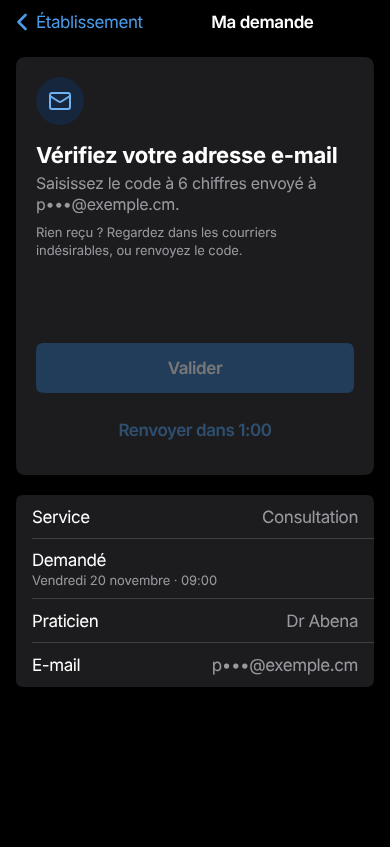 Établissement
Ma demande
Vérifiez votre adresse e-mail
Saisissez le code à 6 chiffres envoyé à
p•••@exemple.cm.
Rien reçu ? Regardez dans les courriers
indésirables, ou renvoyez le code.
Valider
Renvoyer dans 1:00
Service
Consultation
Demandé
Vendredi 20 novembre · 09:00
Praticien
Dr Abena
E-mail
p•••@exemple.cm